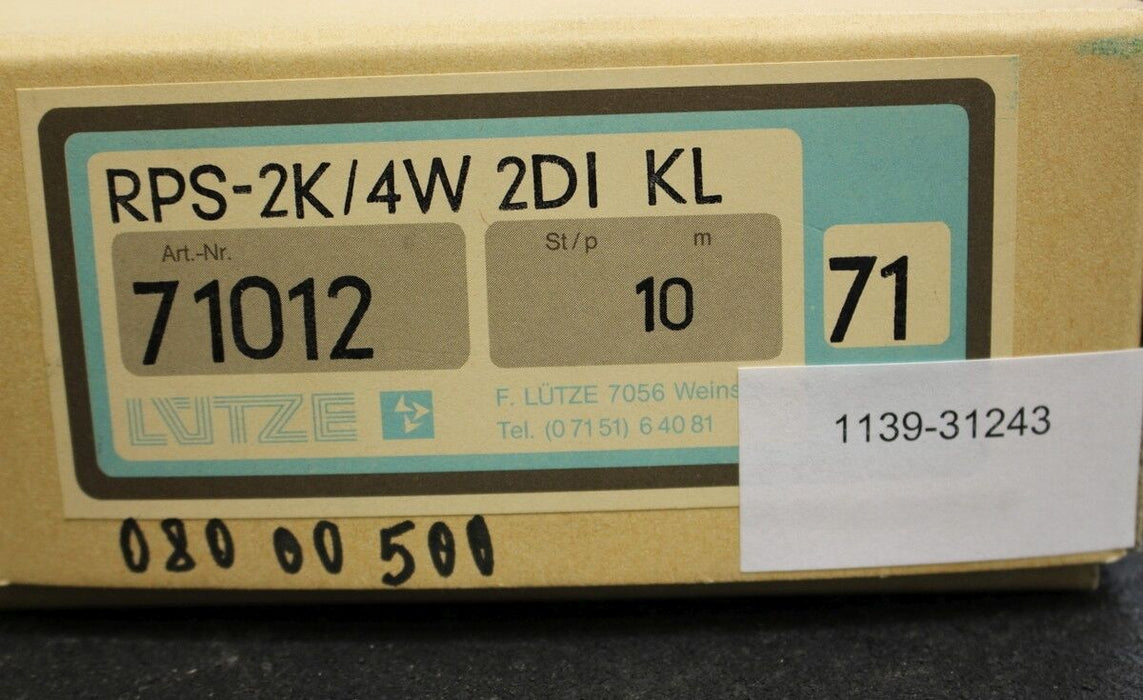 RPS-2K/4W 2DI KL
Art.-Nr.
71012
St/p m
10
71
LÜTZE
F. LÜTZE 7056
Tel. (0 71 51) 6 40 81
1139-31243
080 00 500